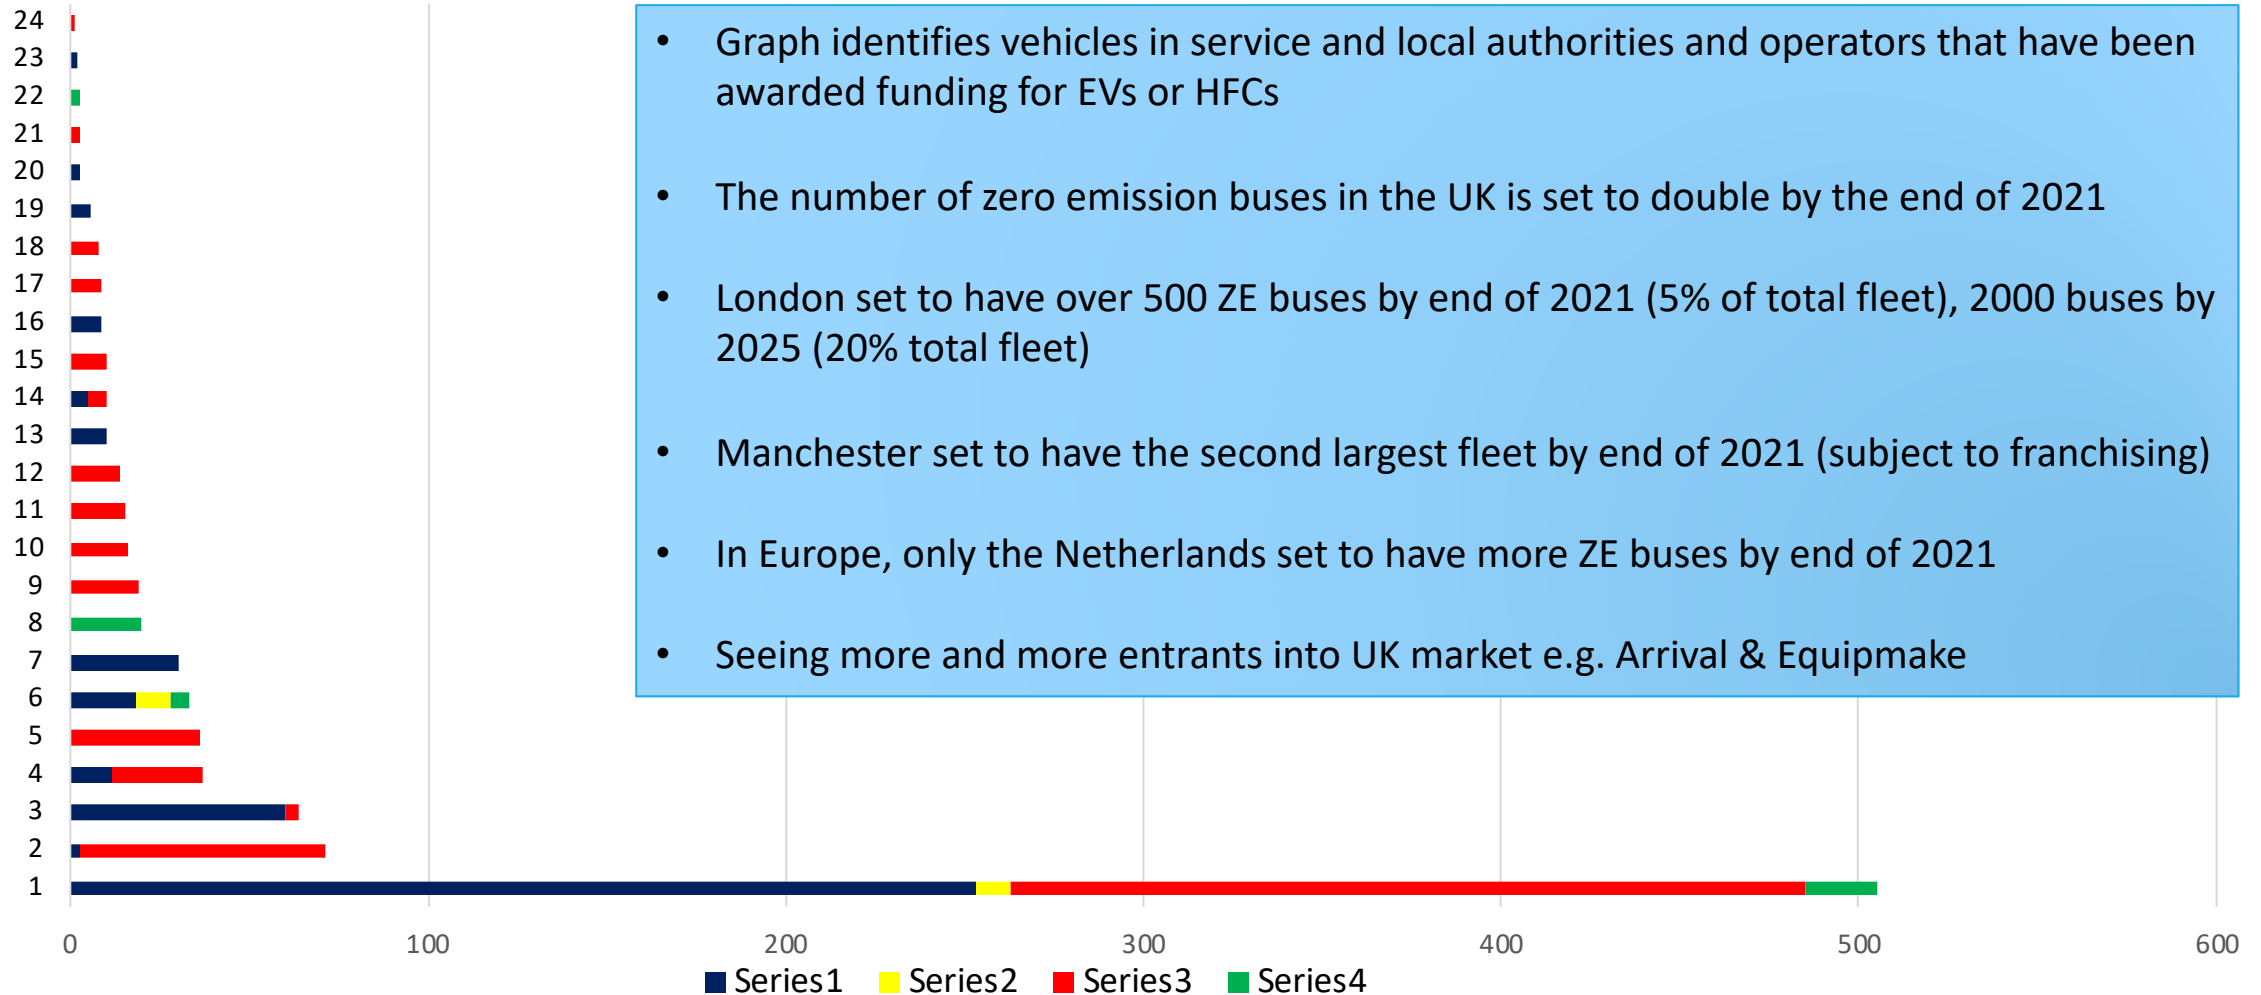 24
23
22
21
20
19
18
17
16
15
14
13
12
11
10
9
8
7
6
5
4
3
2
1
• Graph identifies vehicles in service and local authorities and operators that have been
awarded funding for EVs or HFCs
• The number of zero emission buses in the UK is set to double by the end of 2021
• London set to have over 500 ZE buses by end of 2021 (5% of total fleet), 2000 buses by
2025 (20% total fleet)
• Manchester set to have the second largest fleet by end of 2021 (subject to franchising)
• In Europe, only the Netherlands set to have more ZE buses by end of 2021
• Seeing more and more entrants into UK market e.g. Arrival & Equipmake
0 100 200 300 400 500 600
Series1 Series2 Series3 Series4